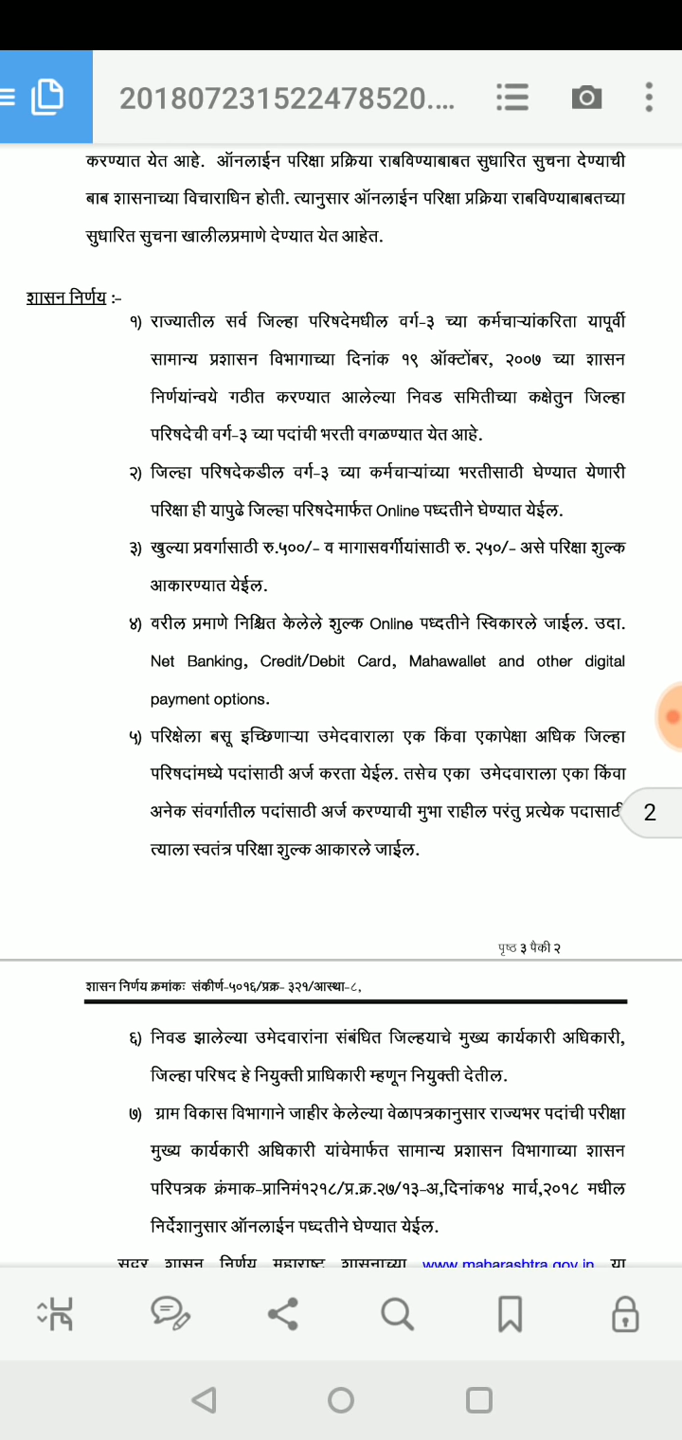 201807231522478520....
करण्यात येत आहे. ऑनलाईन परिक्षा प्रक्रिया राबविण्याबाबत सुधारित सुचना देण्याची
बाब शासनाच्या विचाराधिन होती. त्यानुसार ऑनलाईन परिक्षा प्रक्रिया राबविण्याबाबतच्या
सुधारित सुचना खालीलप्रमाणे देण्यात येत आहेत.
शासन निर्णय :-
१) राज्यातील सर्व जिल्हा परिषदेमधील वर्ग-३ च्या कर्मचाऱ्यांकरिता यापूर्वी
सामान्य प्रशासन विभागाच्या दिनांक १९ ऑक्टोंबर, २००७ च्या शासन
निर्णयांन्वये गठीत करण्यात आलेल्या निवड समितीच्या कक्षेतुन जिल्हा
परिषदेची वर्ग-३ च्या पदांची भरती वगळण्यात येत आहे.
२) जिल्हा परिषदेकडील वर्ग-३ च्या कर्मचाऱ्यांच्या भरतीसाठी घेण्यात येणारी
परिक्षा ही यापुढे जिल्हा परिषदेमार्फत Online पध्दतीने घेण्यात येईल.
३) खुल्या प्रवर्गासाठी रु.५००/- व मागासवर्गीयांसाठी रु. २५०/- असे परिक्षा शुल्क
आकारण्यात येईल.
४) वरील प्रमाणे निश्चित केलेले शुल्क Online पध्दतीने स्विकारले जाईल. उदा.
Net Banking, Credit/Debit Card, Mahawallet and other digital
payment options.
५) परिक्षेला बसू इच्छिणाऱ्या उमेदवाराला एक किंवा एकापेक्षा अधिक जिल्हा
परिषदांमध्ये पदांसाठी अर्ज करता येईल. तसेच एका उमेदवाराला एका किंवा
अनेक संवर्गातील पदांसाठी अर्ज करण्याची मुभा राहील परंतु प्रत्येक पदासाठी
2
त्याला स्वतंत्र परिक्षा शुल्क आकारले जाईल.
पृष्ठ ३ पैकी २
शासन निर्णय क्रमांकः संकीर्ण-५०१६/प्रक्र- ३२१/आस्था-८,
६) निवड झालेल्या उमेदवारांना संबंधित जिल्हयाचे मुख्य कार्यकारी अधिकारी,
जिल्हा परिषद हे नियुक्ती प्राधिकारी म्हणून नियुक्ती देतील.
७) ग्राम विकास विभागाने जाहीर केलेल्या वेळापत्रकानुसार राज्यभर पदांची परीक्षा
मुख्य कार्यकारी अधिकारी यांचेमार्फत सामान्य प्रशासन विभागाच्या शासन
परिपत्रक क्रंमाक-प्रानिमं१२१८/प्र.क्र.२७/१३-अ,दिनांक१४ मार्च,२०१८ मधील
निर्देशानुसार ऑनलाईन पध्दतीने घेण्यात येईल.
सदर शासन निर्णय महाराष्ट्र शासनाच्या www.maharashtra.gov.in या